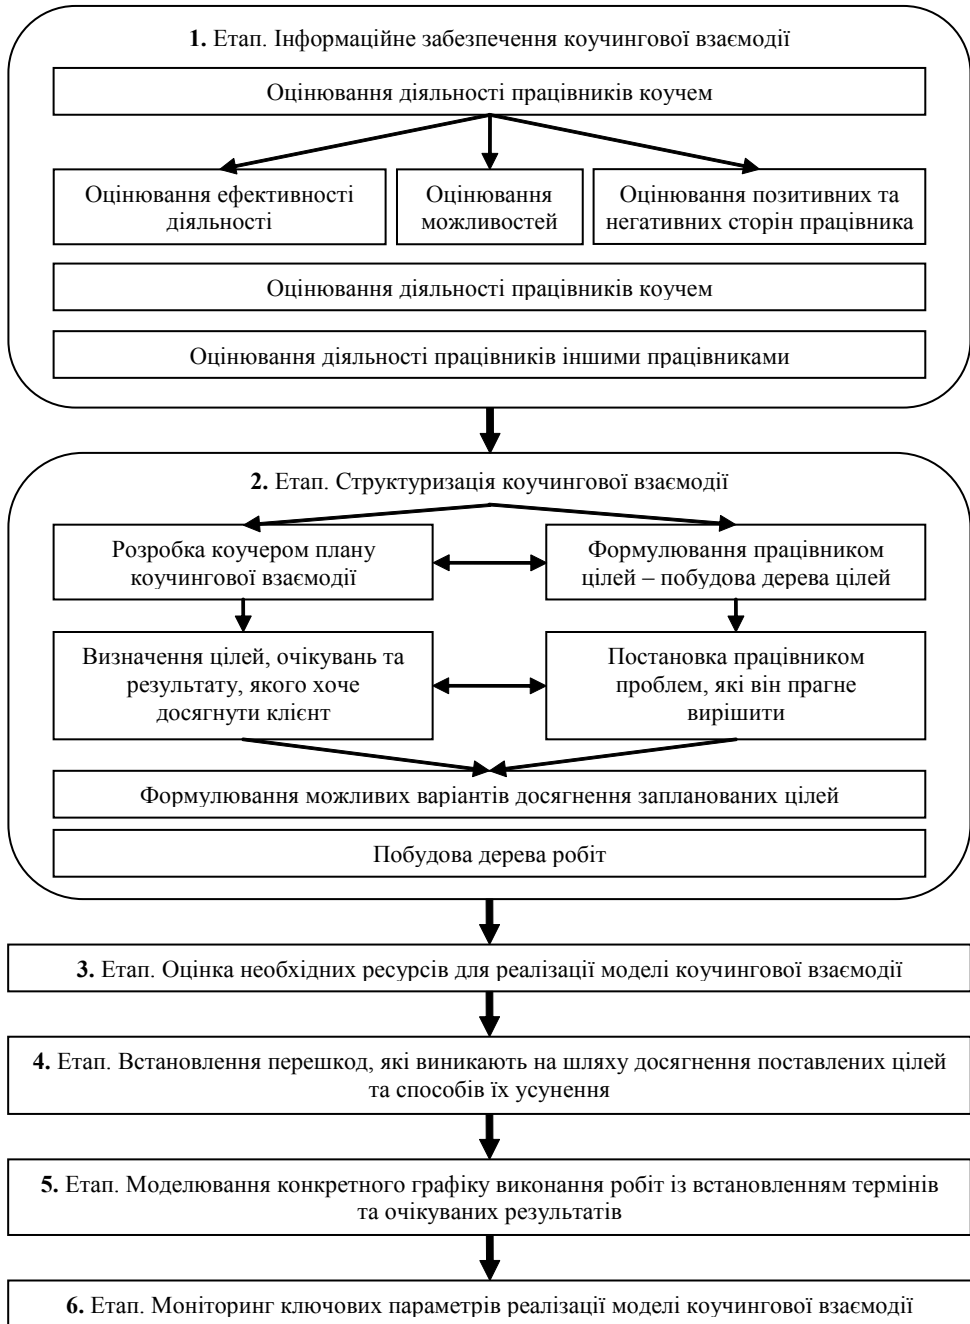 1. Етап. Інформаційне забезпечення коучингової взаємодії
Оцінювання діяльності працівників коучем
Оцінювання ефективності
діяльності
Оцінювання
можливостей
Оцінювання позитивних та
негативних сторін працівника
Оцінювання діяльності працівників коучем
Оцінювання діяльності працівників іншими працівниками
2. Етап. Структуризація коучингової взаємодії
Розробка коучером плану
коучингової взаємодії
Формулювання працівником
цілей – побудова дерева цілей
Визначення цілей, очікувань та
результату, якого хоче
досягнути клієнт
Постановка працівником
проблем, які він прагне
вирішити
Формулювання можливих варіантів досягнення запланованих цілей
Побудова дерева робіт
3. Етап. Оцінка необхідних ресурсів для реалізації моделі коучингової взаємодії
4. Етап. Встановлення перешкод, які виникають на шляху досягнення поставлених цілей
та способів їх усунення
5. Етап. Моделювання конкретного графіку виконання робіт із встановленням термінів
та очікуваних результатів
6. Етап. Моніторинг ключових параметрів реалізації моделі коучингової взаємодії